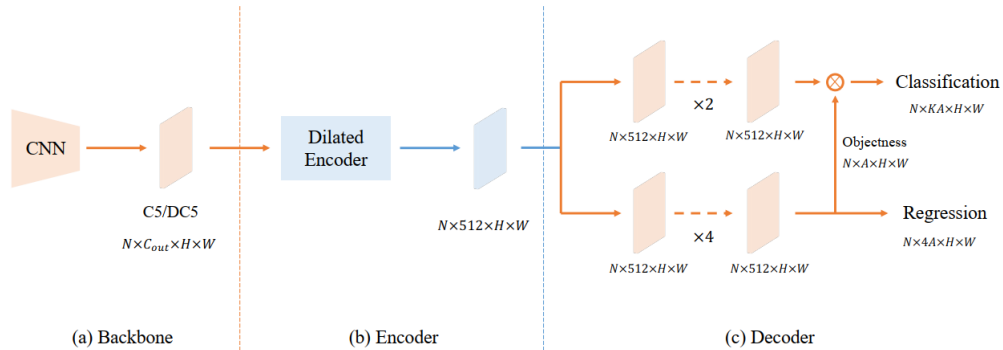 CNN
C5/DC5
N×C_out×H×W
(a) Backbone
Dilated
Encoder
N×512×H×W
(b) Encoder
×2
N×512×H×W
N×512×H×W
Classification
N×KA×H×W
Objectness
N×A×H×W
×4
N×512×H×W
N×512×H×W
Regression
N×4A×H×W
(c) Decoder